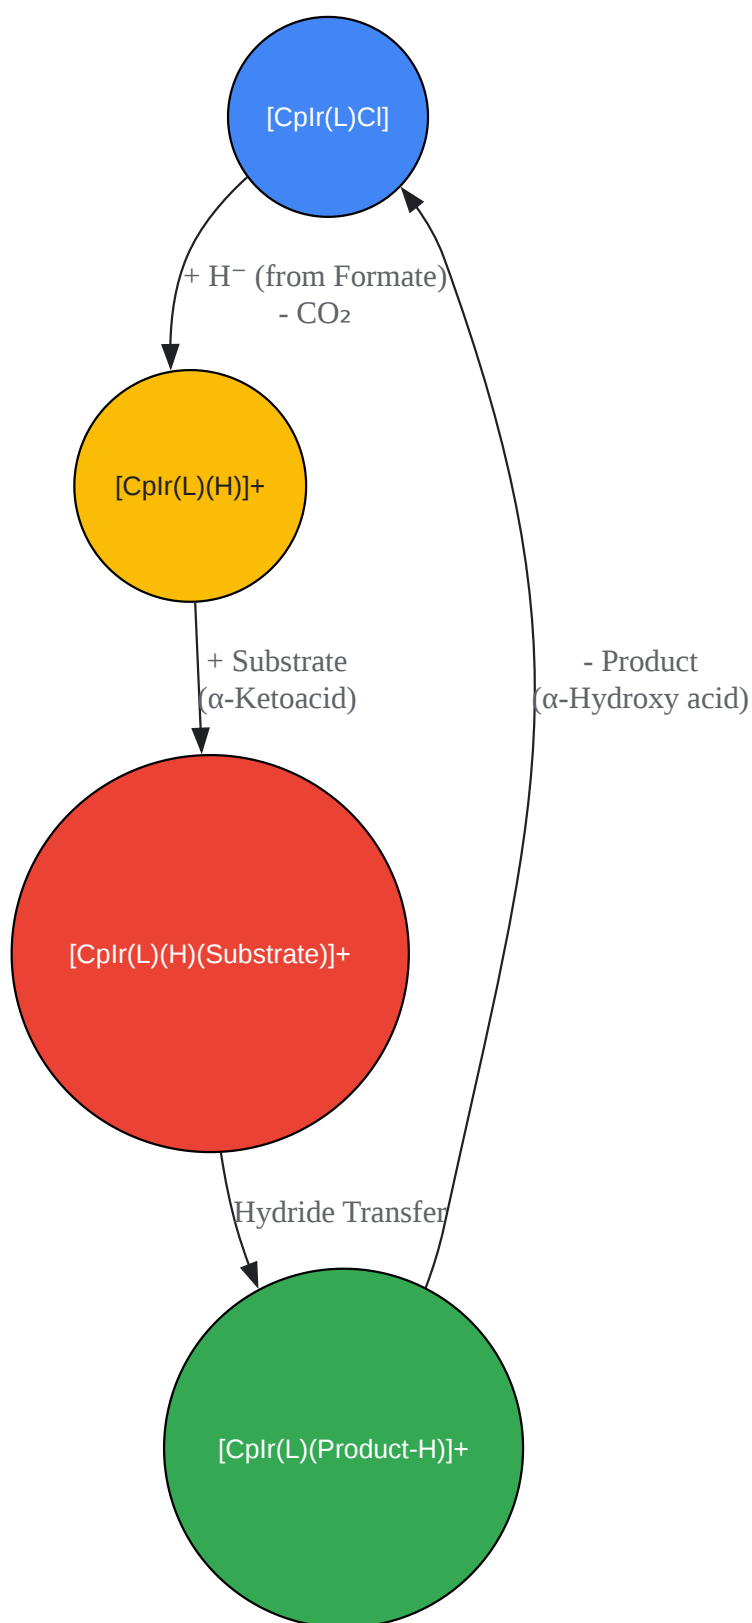 [CpIr(L)Cl]
+ H⁻ (from Formate)
- CO₂
[CpIr(L)(H)]+
+ Substrate
(α-Ketoacid)
- Product
(α-Hydroxy acid)
[CpIr(L)(H)(Substrate)]+
Hydride Transfer
[CpIr(L)(Product-H)]+